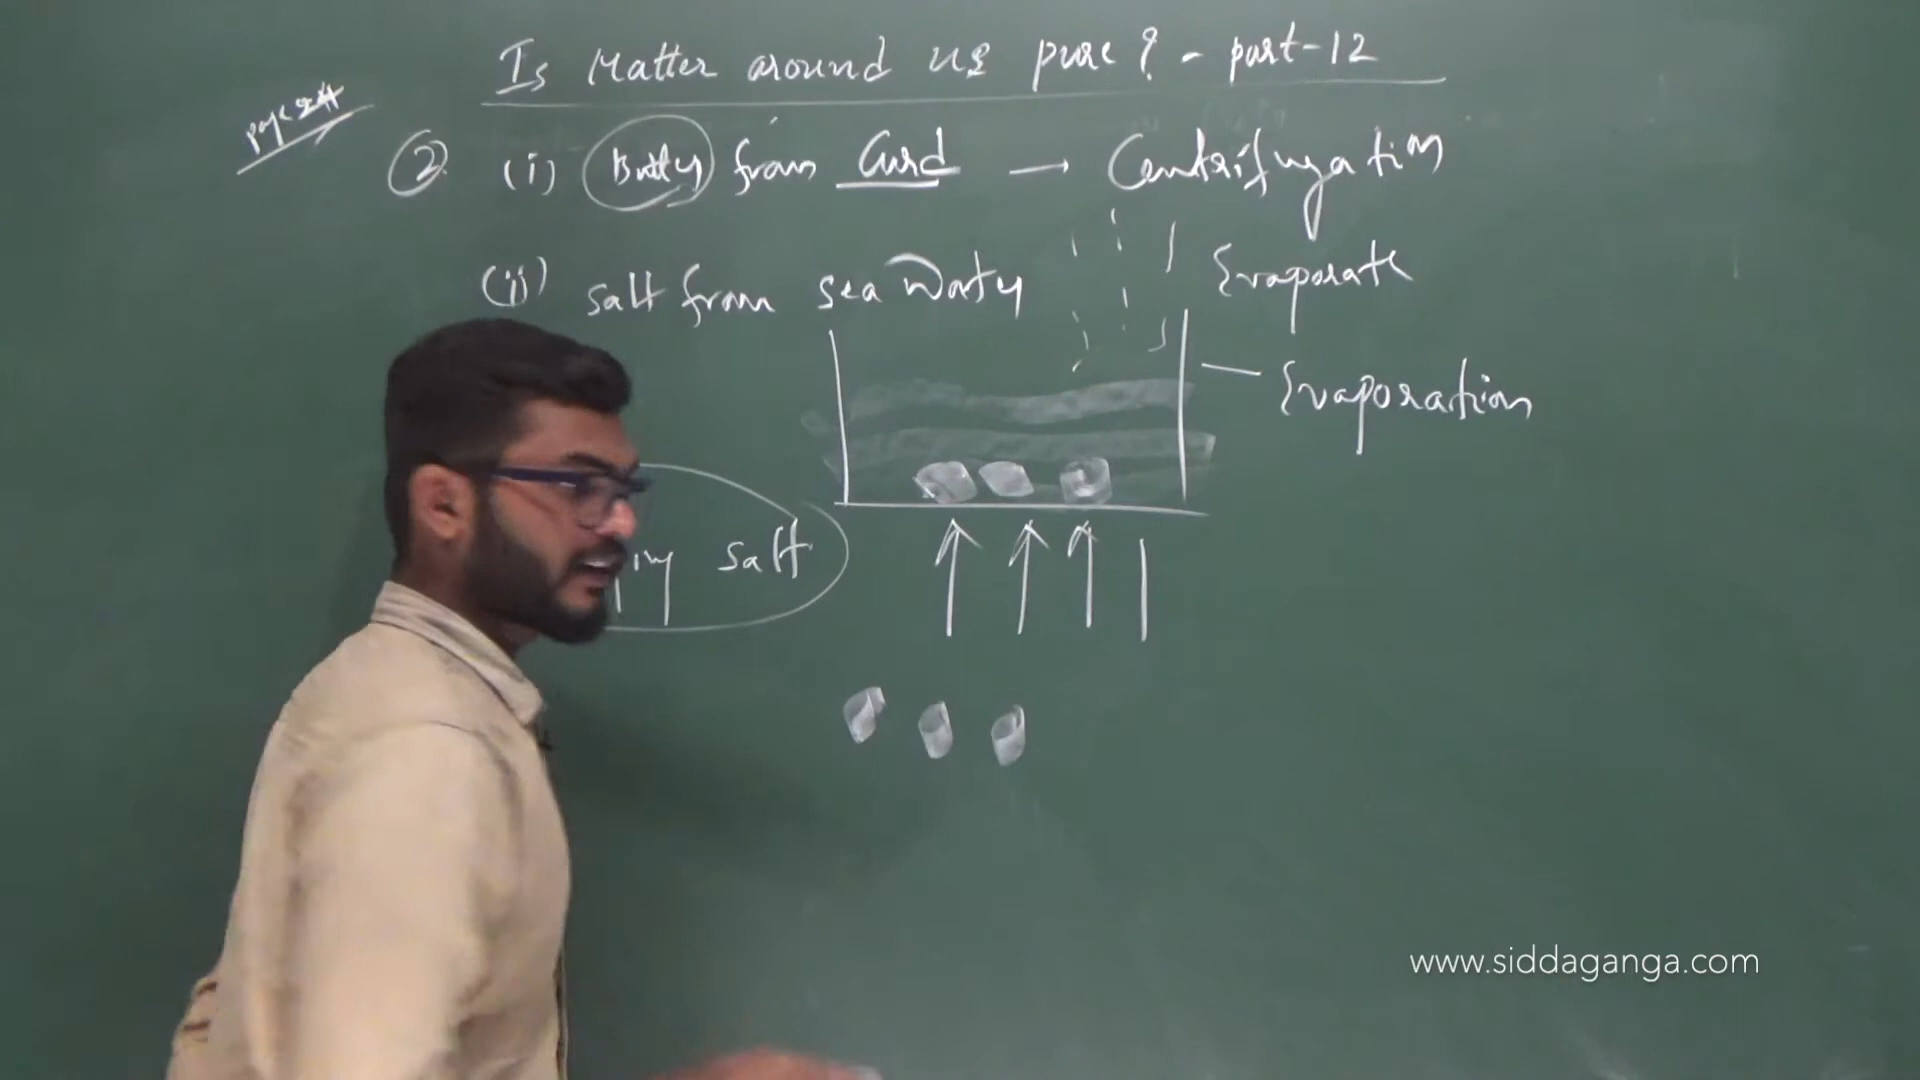 Is Matter around us pure? - part-12
page 24
② (i) Butter from Curd → Centrifugation
(ii) salt from sea Water
Evaporate
- Evaporation
salt
www.siddaganga.com